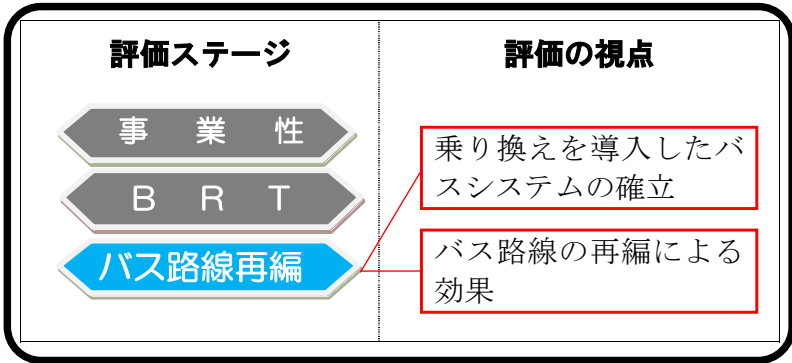 評価ステージ
評価の視点
事業性
BRT
バス路線再編
乗り換えを導入したバ
スシステムの確立
バス路線の再編による
効果